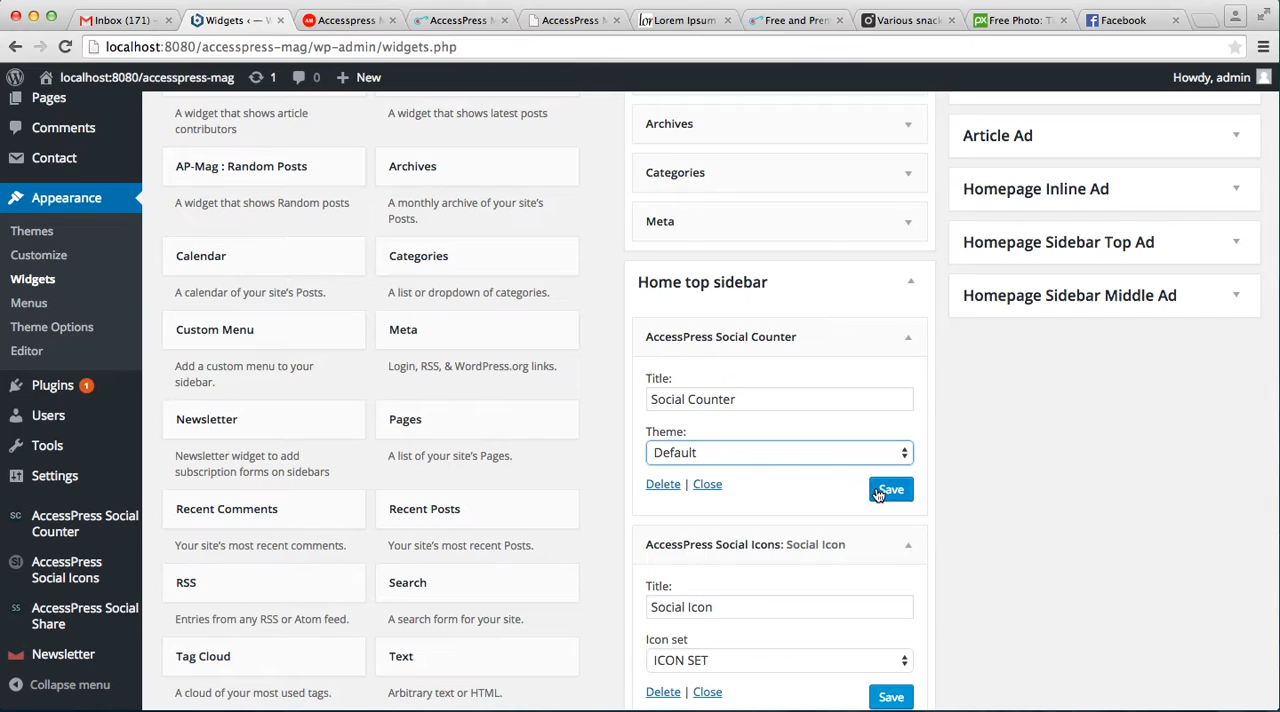 Inbox (171)
Widgets ‹
Accesspress
AccessPress M
AccessPress M
Lorem Ipsum
Free and Pren
Various snack
Free Photo: T
Facebook
localhost:8080/accesspress-mag/wp-admin/widgets.php
localhost:8080/accesspress-mag
1
0
New
Howdy, admin
Pages
Comments
Contact
Appearance
Themes
Customize
Widgets
Menus
Theme Options
Editor
Plugins 1
Users
Tools
Settings
SC AccessPress Social
Counter
SI AccessPress
Social Icons
SS AccessPress Social
Share
Newsletter
Collapse menu
A widget that shows article
contributors
A widget that shows latest posts
AP-Mag : Random Posts
Archives
A widget that shows Random posts
A monthly archive of your site's
Posts.
Calendar
Categories
A calendar of your site's Posts.
A list or dropdown of categories.
Custom Menu
Meta
Add a custom menu to your
sidebar.
Login, RSS, & WordPress.org links.
Newsletter
Pages
Newsletter widget to add
subscription forms on sidebars
A list of your site's Pages.
Recent Comments
Recent Posts
Your site's most recent comments.
Your site's most recent Posts.
RSS
Search
Entries from any RSS or Atom feed.
A search form for your site.
Tag Cloud
Text
A cloud of your most used tags.
Arbitrary text or HTML.
Archives
Categories
Meta
Home top sidebar
AccessPress Social Counter
Title:
Social Counter
Theme:
Default
Delete | Close
Save
AccessPress Social Icons: Social Icon
Title:
Social Icon
Icon set
ICON SET
Delete | Close
Save
Article Ad
Homepage Inline Ad
Homepage Sidebar Top Ad
Homepage Sidebar Middle Ad